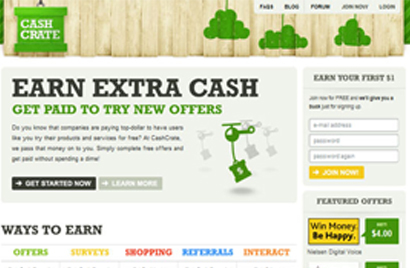 CASH
CRATE
FAQS BLOG FORUM JOIN NOW! LOGIN
EARN EXTRA CASH
GET PAID TO TRY NEW OFFERS
Do you know that companies are paying top-dollar to have users
like you try their products and services for free? At CashCrate,
we pass that money on to you. Simply complete free offers and
get paid without spending a dime!
GET STARTED NOW
LEARN MORE
$
EARN YOUR FIRST $1
Join now for FREE and we'll give you a
buck just for signing up.
e-mail address
password
password again
JOIN NOW!
FEATURED OFFERS
Win Money.
Be Happy.
$4.00
Nielsen Digital Voice
WAYS TO EARN
OFFERS SURVEYS SHOPPING REFERRALS INTERACT